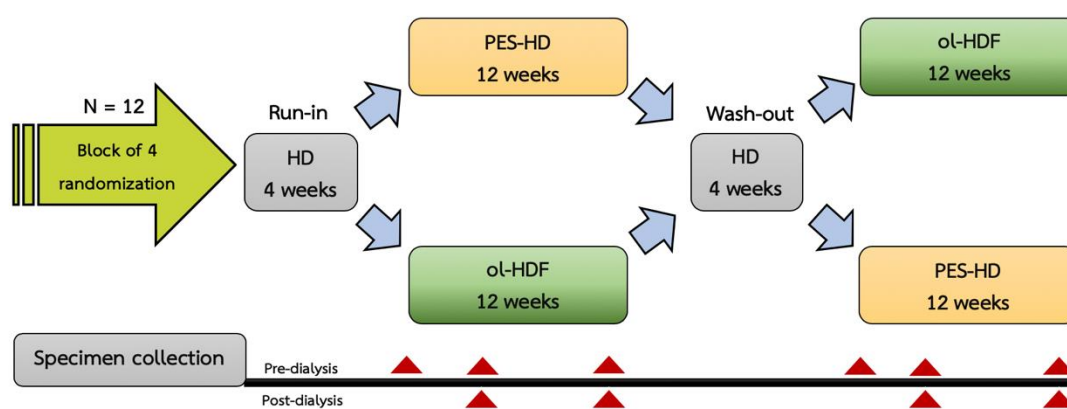 N = 12
Block of 4
randomization
Run-in
HD
4 weeks
PES-HD
12 weeks
ol-HDF
12 weeks
Wash-out
HD
4 weeks
ol-HDF
12 weeks
PES-HD
12 weeks
Specimen collection
Pre-dialysis
Post-dialysis